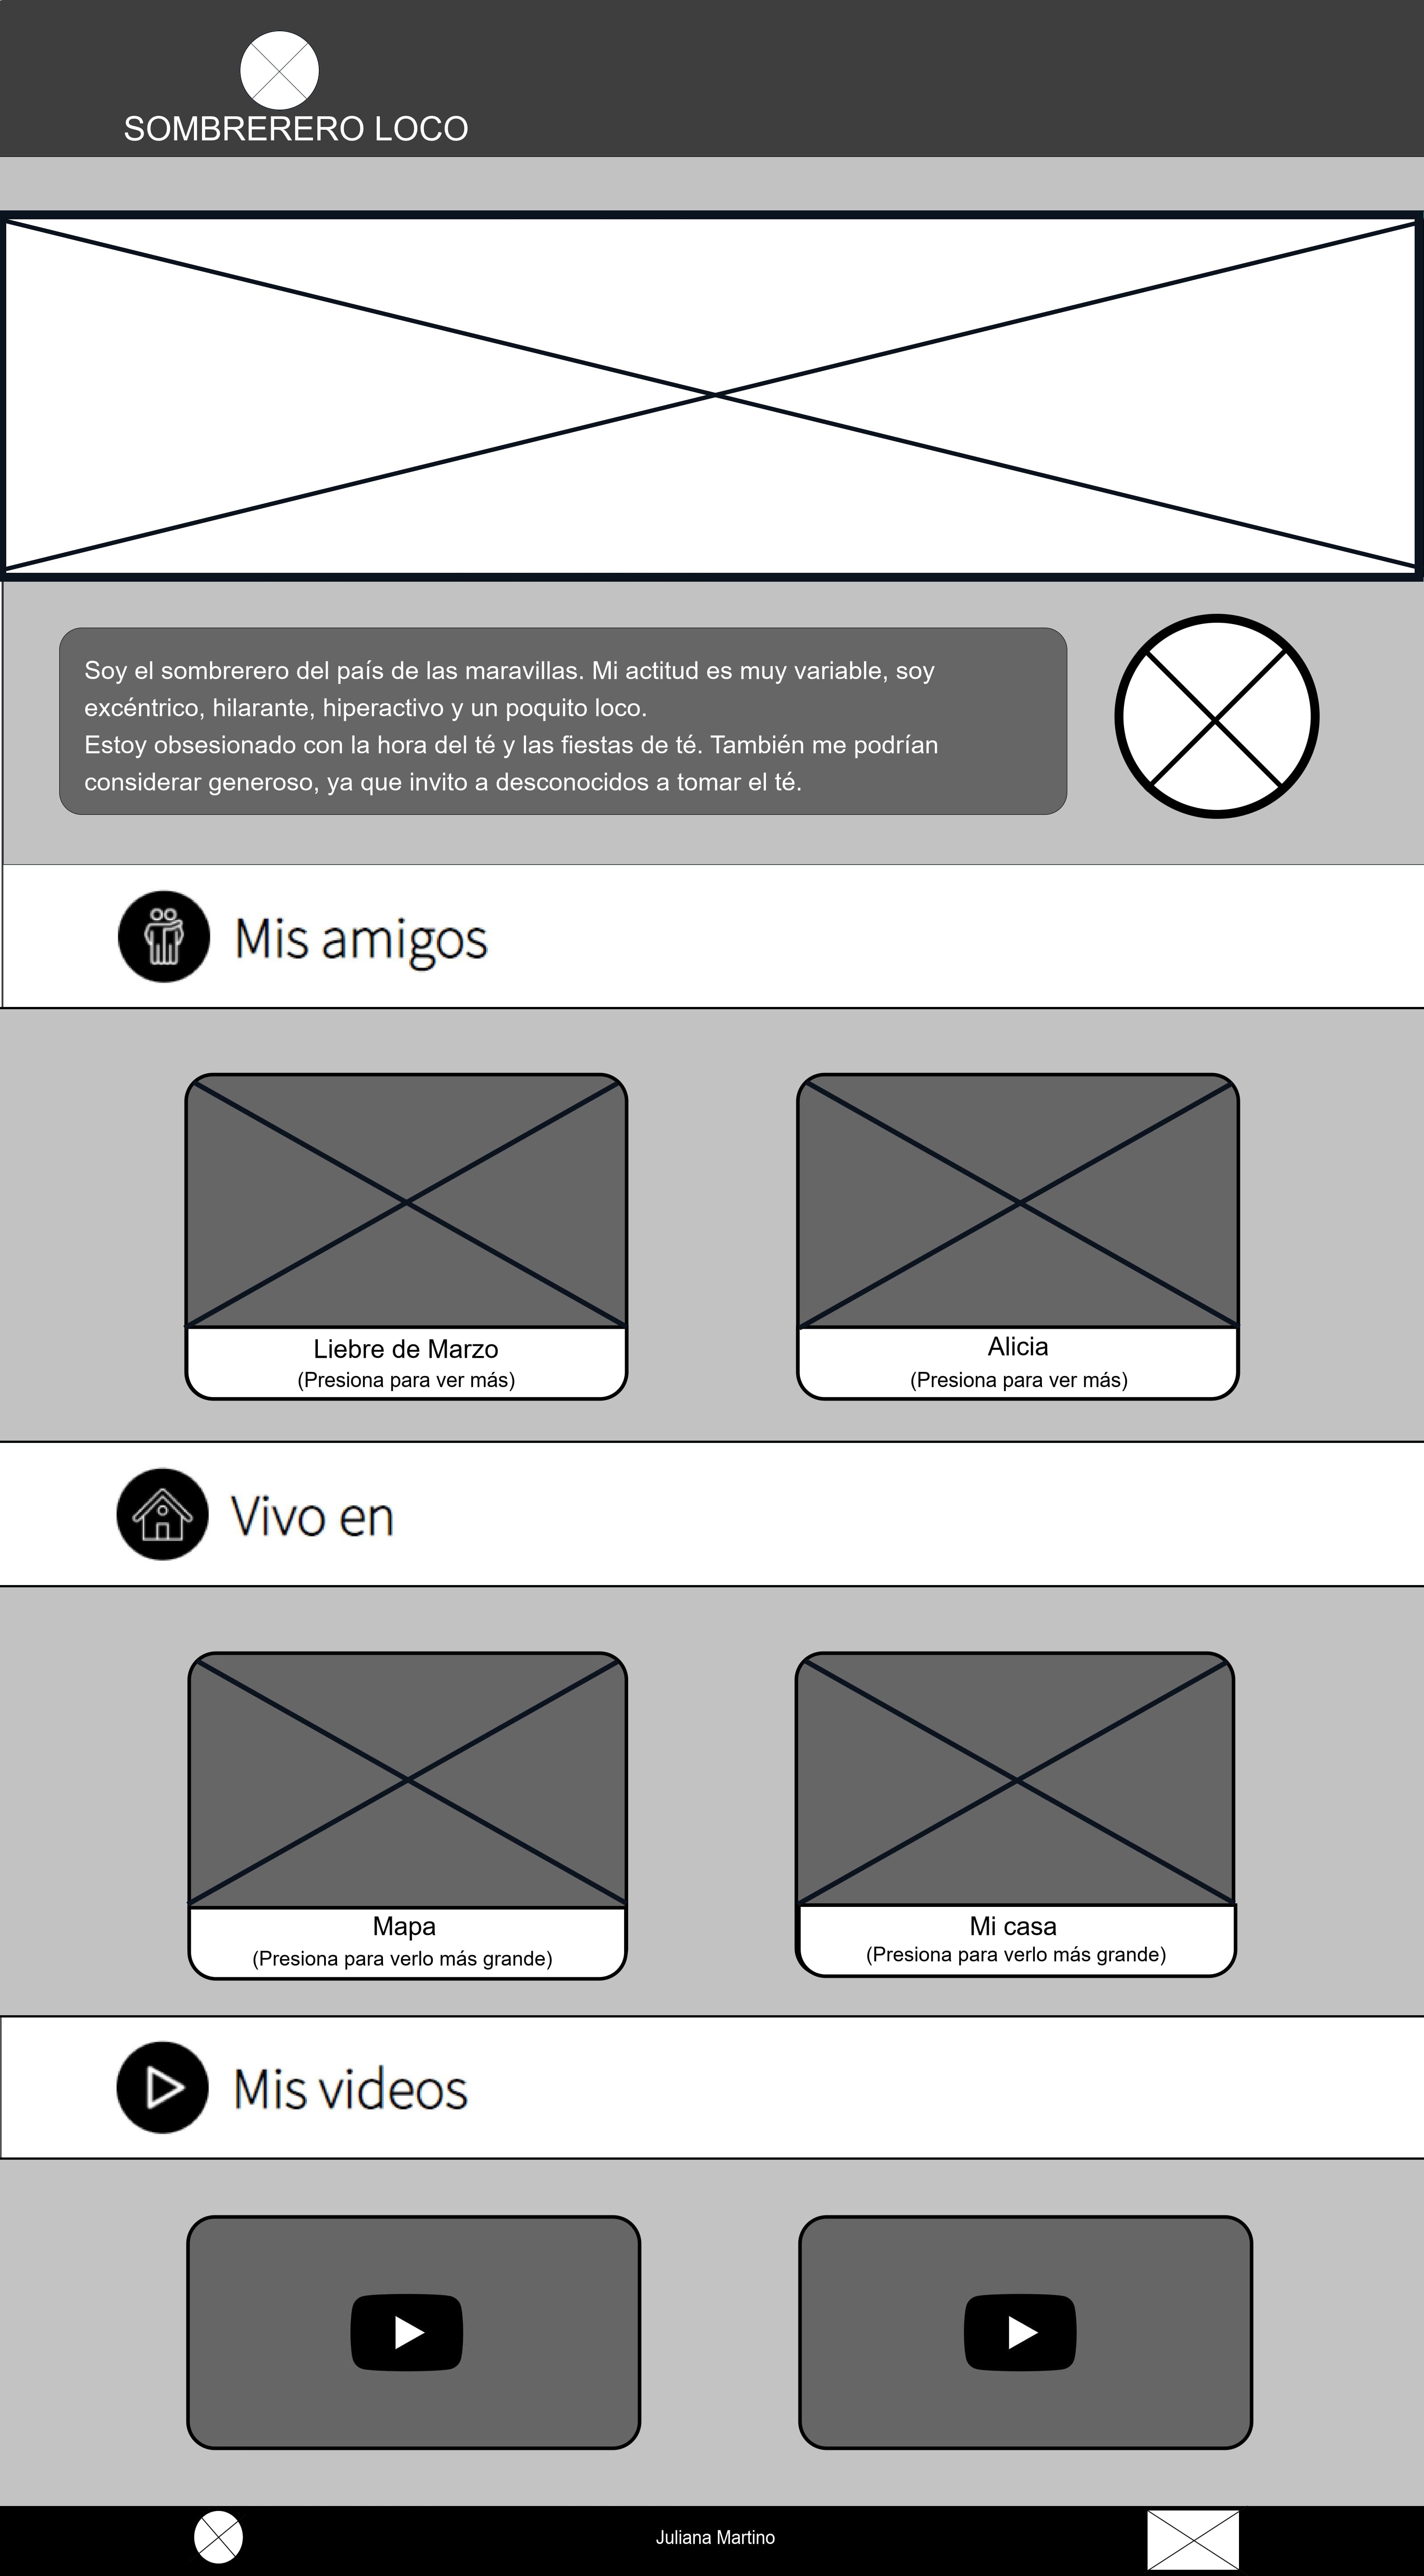 SOMBRERERO LOCO
Soy el sombrerero del país de las maravillas. Mi actitud es muy variable, soy
excéntrico, hilarante, hiperactivo y un poquito loco.
Estoy obsesionado con la hora del té y las fiestas de té. También me podrían
considerar generoso, ya que invito a desconocidos a tomar el té.
Mis amigos
Liebre de Marzo
(Presiona para ver más)
Alicia
(Presiona para ver más)
Vivo en
Mapa
(Presiona para verlo más grande)
Mi casa
(Presiona para verlo más grande)
Mis videos
Juliana Martino